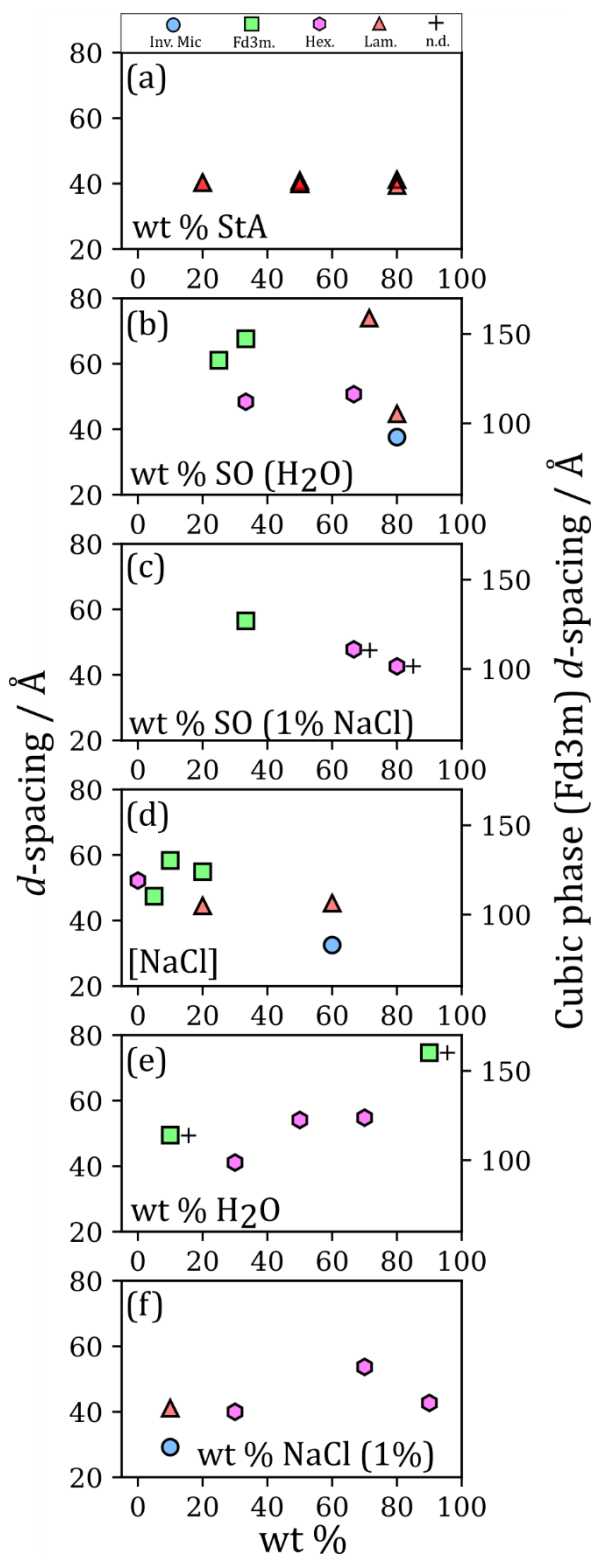 Inv. Mic Fd3m. Hex. Lam. n.d.
80
(a)
60
40
20
wt % StA
0 20 40 60 80 100
80
(b)
150
60
100
40
wt % SO (H2O)
20
0 20 40 60 80 100
80
(c)
150
60
100
40
wt % SO (1% NaCl)
20
0 20 40 60 80 100
d-spacing / Å
Cubic phase (Fd3m) d-spacing / Å
80
(d)
150
60
100
40
[NaCl]
20
0 20 40 60 80 100
80
(e)
150
60
100
40
wt % H2O
20
0 20 40 60 80 100
80
(f)
60
40
wt % NaCl (1%)
20
0 20 40 60 80 100
wt %